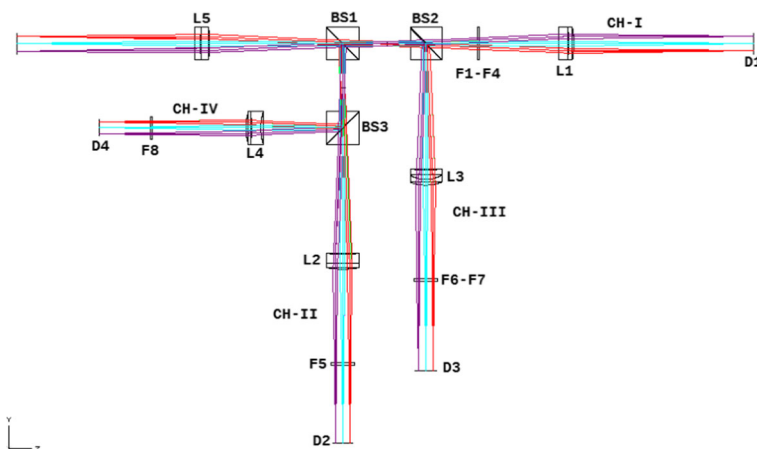 L5
BS1
BS2
CH-I
F1-F4
L1
D1
CH-IV
BS3
D4
F8
L4
L3
CH-III
L2
F6-F7
CH-II
F5
D3
D2
Y
Z